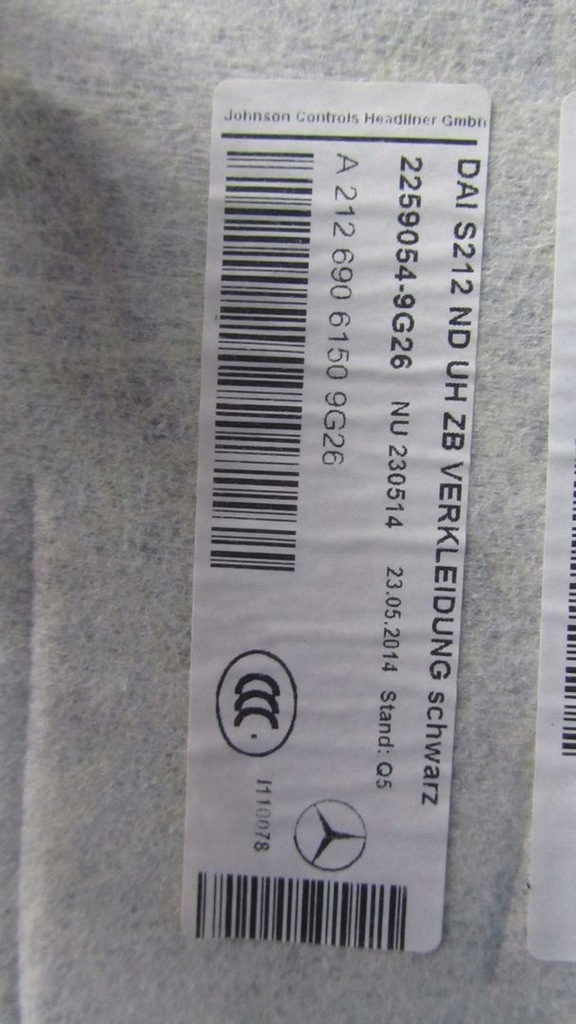 Johnson Controls Headliner GmbH
DAI S212 ND UH ZB VERKLEIDUNG schwarz
2259054-9G26 NU 230514 23.05.2014 Stand: Q5
A 212 690 6150 9G26
CCC
I110078